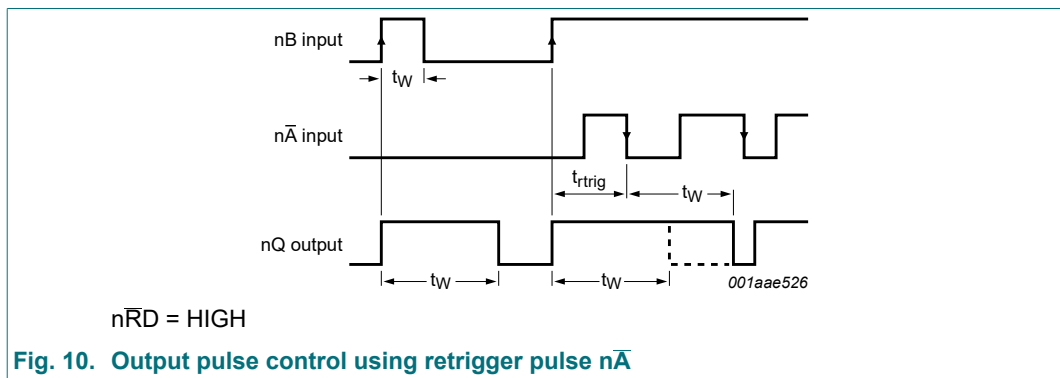 nB input
tW
nA̅ input
trtrig
tW
nQ output
tW
tW
001aae526
nR̅D = HIGH
Fig. 10. Output pulse control using retrigger pulse nA̅